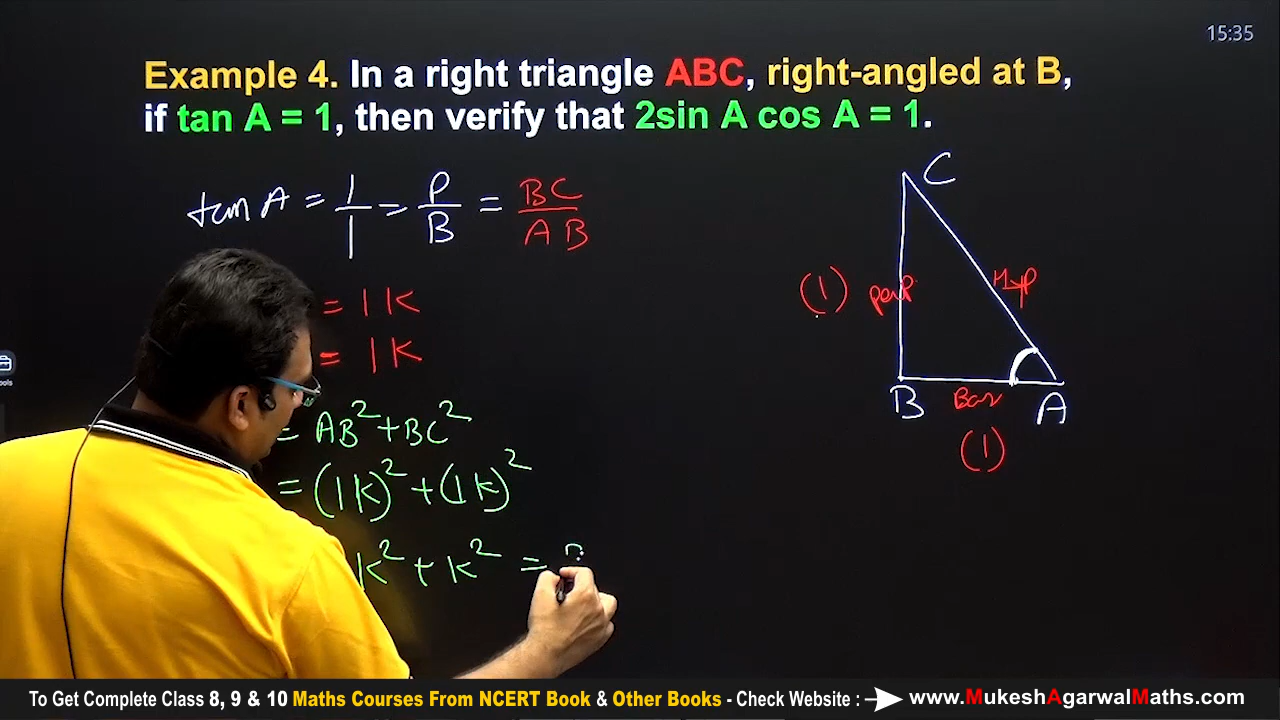 15:35
Example 4. In a right triangle ABC, right-angled at B,
if tan A = 1, then verify that 2sin A cos A = 1.
tan A = 1/1 = P/B = BC/AB
= 1K
= 1K
= AB² + BC²
= (1K)² + (1K)²
K² + K² =
C
(1) perp
Hyp
B
A
(1)
To Get Complete Class 8, 9 & 10 Maths Courses From NCERT Book & Other Books - Check Website : www.MukeshAgarwalMaths.com